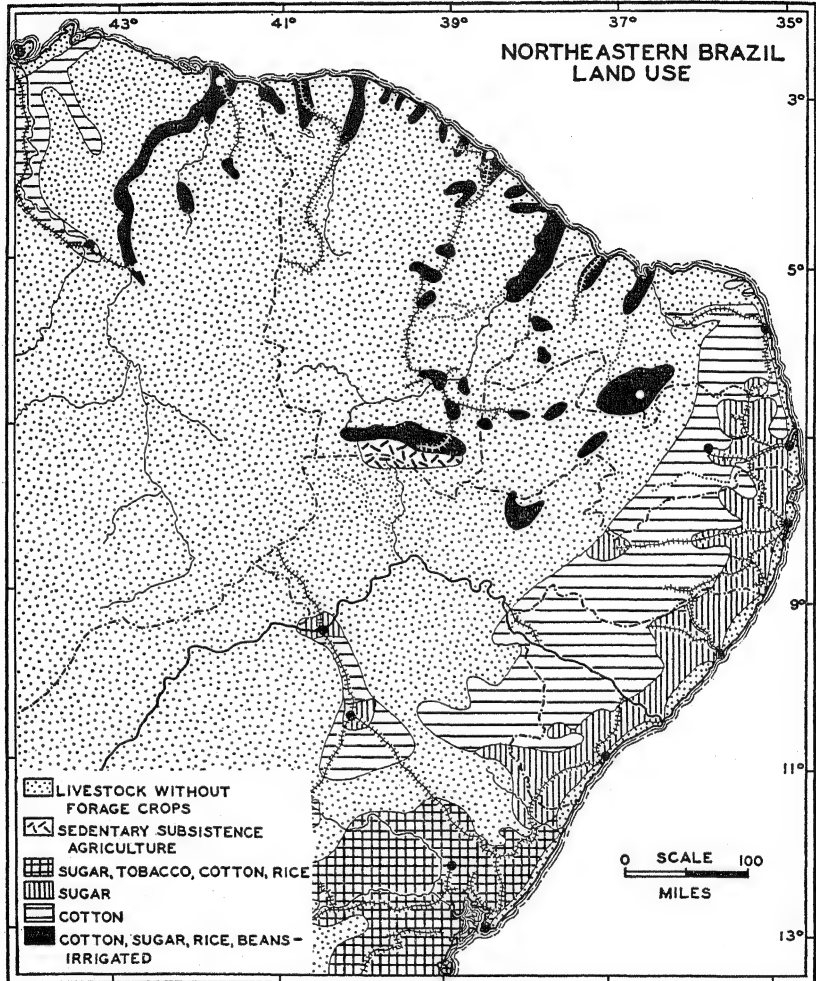 43° 41° 39° 37° 35°
NORTHEASTERN BRAZIL
LAND USE
3°
5°
9°
11°
13°
LIVESTOCK WITHOUT
FORAGE CROPS
SEDENTARY SUBSISTENCE
AGRICULTURE
SUGAR, TOBACCO, COTTON, RICE
SUGAR
COTTON
COTTON, SUGAR, RICE, BEANS-
IRRIGATED
0 SCALE 100
MILES